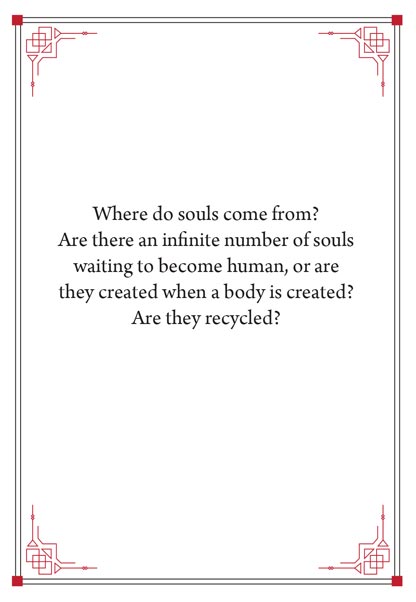 Where do souls come from?
Are there an infinite number of souls
waiting to become human, or are
they created when a body is created?
Are they recycled?